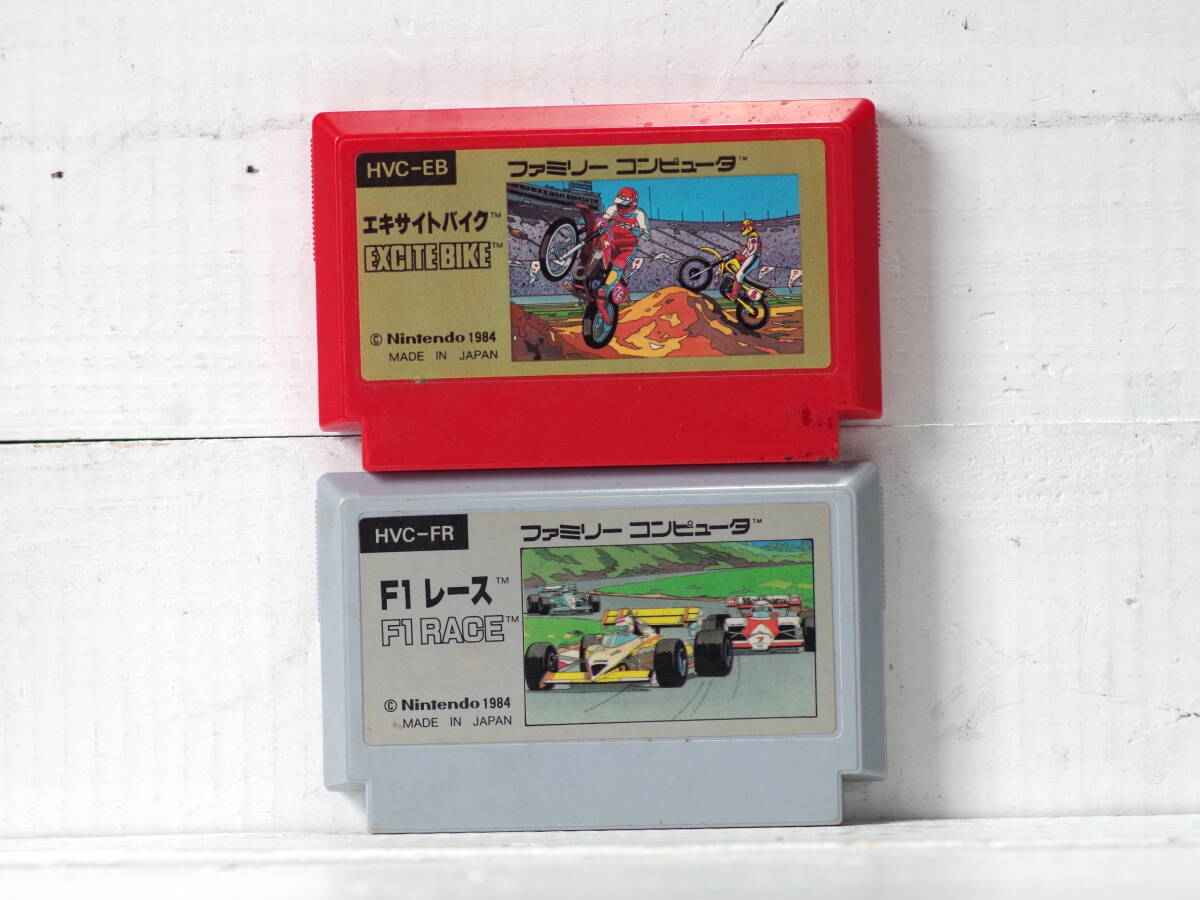 HVC-EB
ファミリー コンピュータ™
エキサイトバイク™
EXCITEBIKE™
© Nintendo 1984
MADE IN JAPAN
HVC-FR
ファミリー コンピュータ™
F1 レース™
F1 RACE™
© Nintendo 1984
MADE IN JAPAN